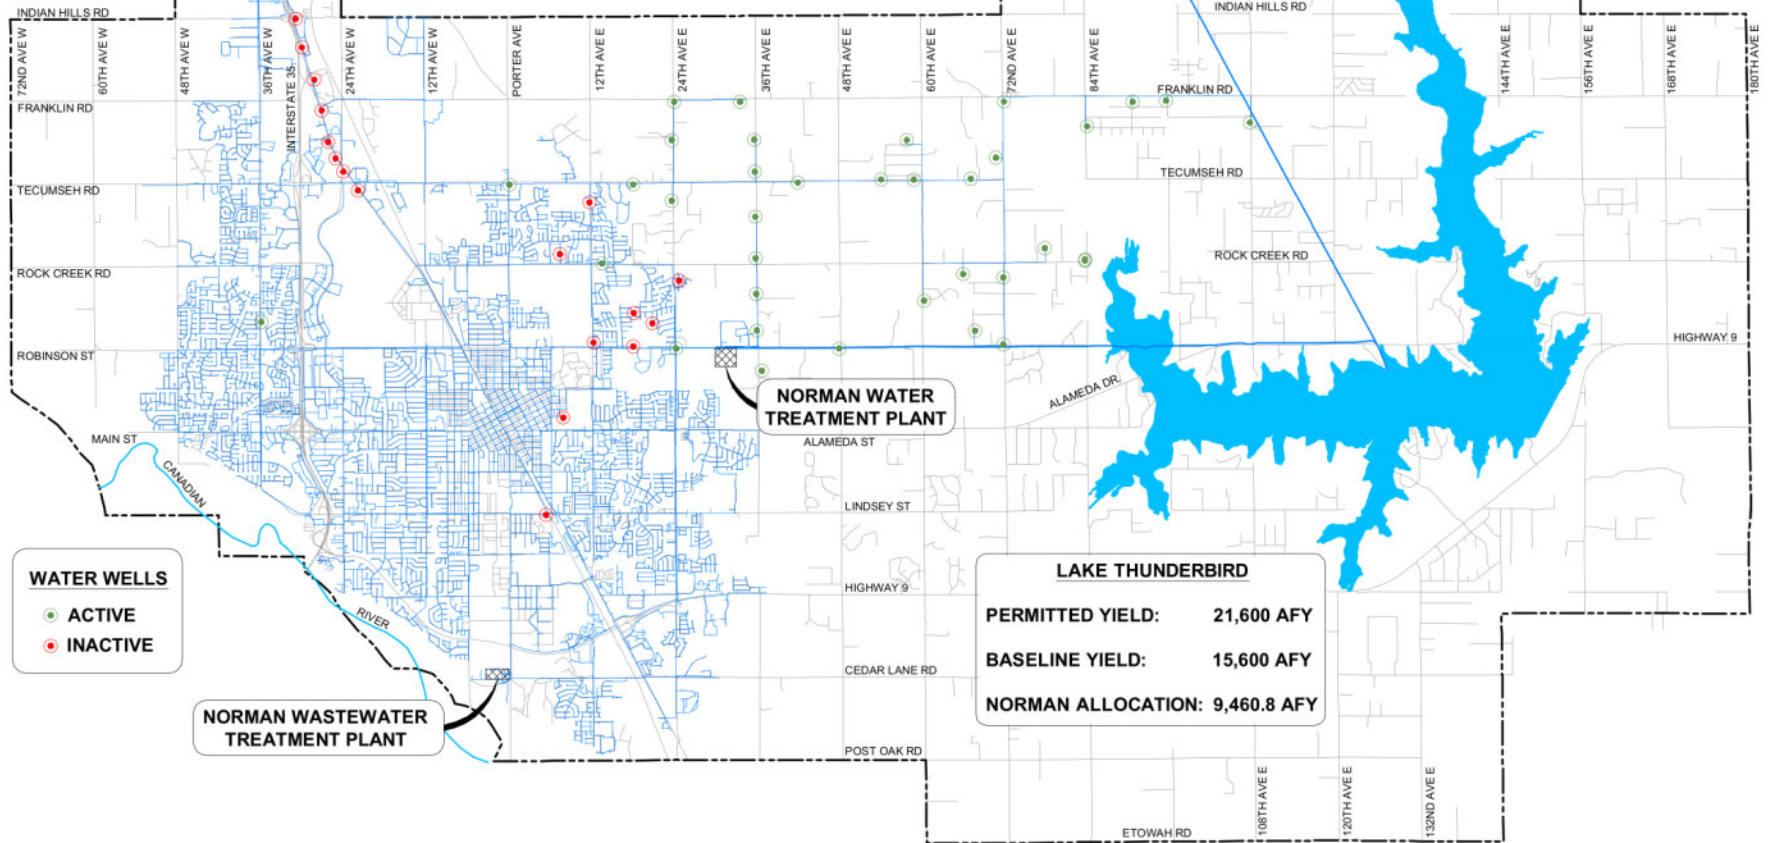 INDIAN HILLS RD
INDIAN HILLS RD
72ND AVE W
60TH AVE W
48TH AVE W
36TH AVE W
INTERSTATE 35
24TH AVE W
12TH AVE W
PORTER AVE
12TH AVE E
24TH AVE E
36TH AVE E
48TH AVE E
60TH AVE E
72ND AVE E
84TH AVE E
144TH AVE E
156TH AVE E
168TH AVE E
180TH AVE E
FRANKLIN RD
FRANKLIN RD
TECUMSEH RD
TECUMSEH RD
ROCK CREEK RD
ROCK CREEK RD
ROBINSON ST
HIGHWAY 9
NORMAN WATER
TREATMENT PLANT
ALAMEDA DR.
MAIN ST
ALAMEDA ST
CANADIAN
RIVER
LINDSEY ST
WATER WELLS
ACTIVE
INACTIVE
HIGHWAY 9
LAKE THUNDERBIRD
PERMITTED YIELD: 21,600 AFY
BASELINE YIELD: 15,600 AFY
NORMAN ALLOCATION: 9,460.8 AFY
CEDAR LANE RD
NORMAN WASTEWATER
TREATMENT PLANT
POST OAK RD
108TH AVE E
120TH AVE E
132ND AVE E
ETOWAH RD